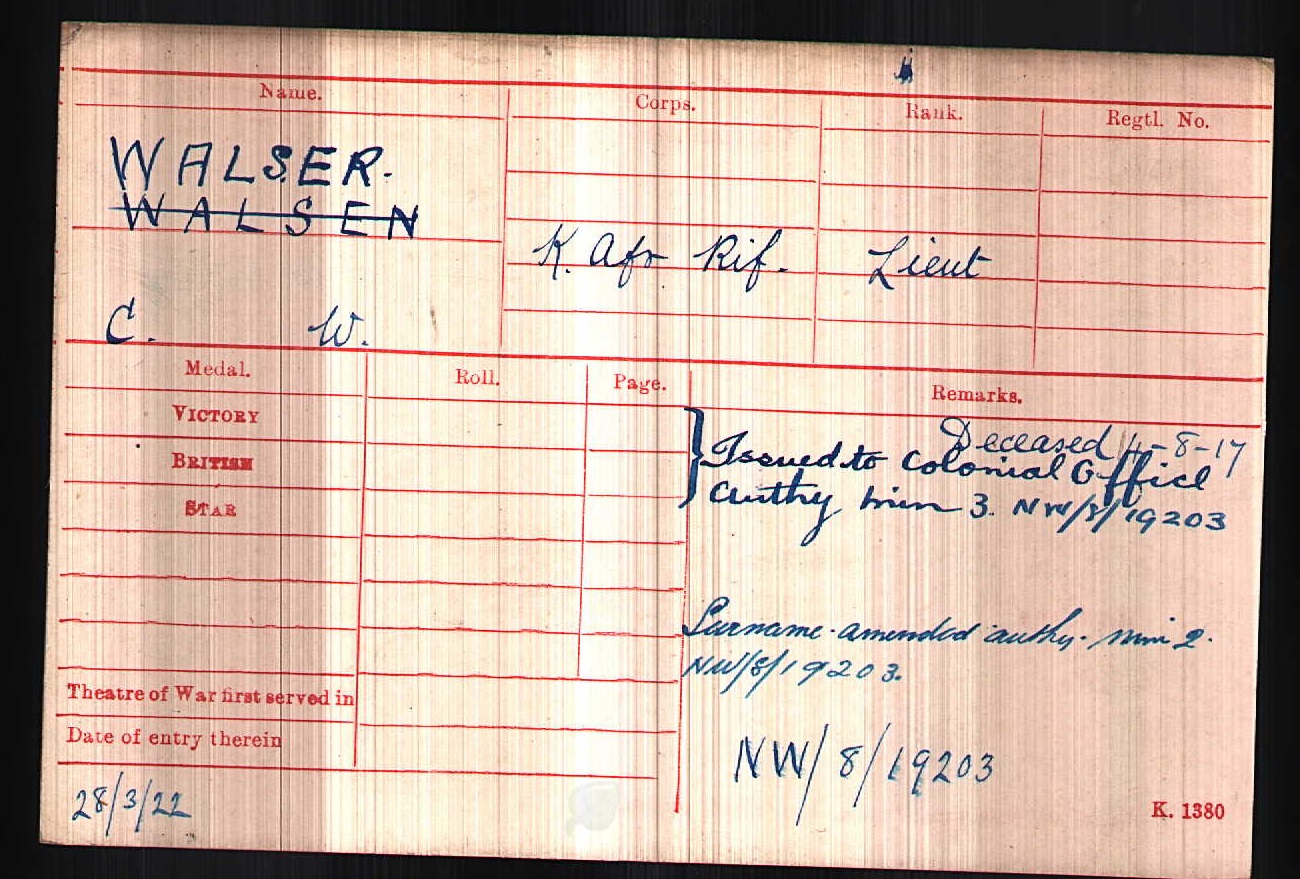 Name. Corps. Rank. Regtl. No.
WALSER.
WALSEN
K. Afr Rif. Lieut
C. W.
Medal. Roll. Page. Remarks.
VICTORY
Deceased 4-8-17
BRITISH
Issued to Colonial Office
STAR
authy min 3. NW/8/19203
Surname amended authy. min 2.
NW/8/19203.
Theatre of War first served in
Date of entry therein
NW/8/19203
28/3/22
K. 1380